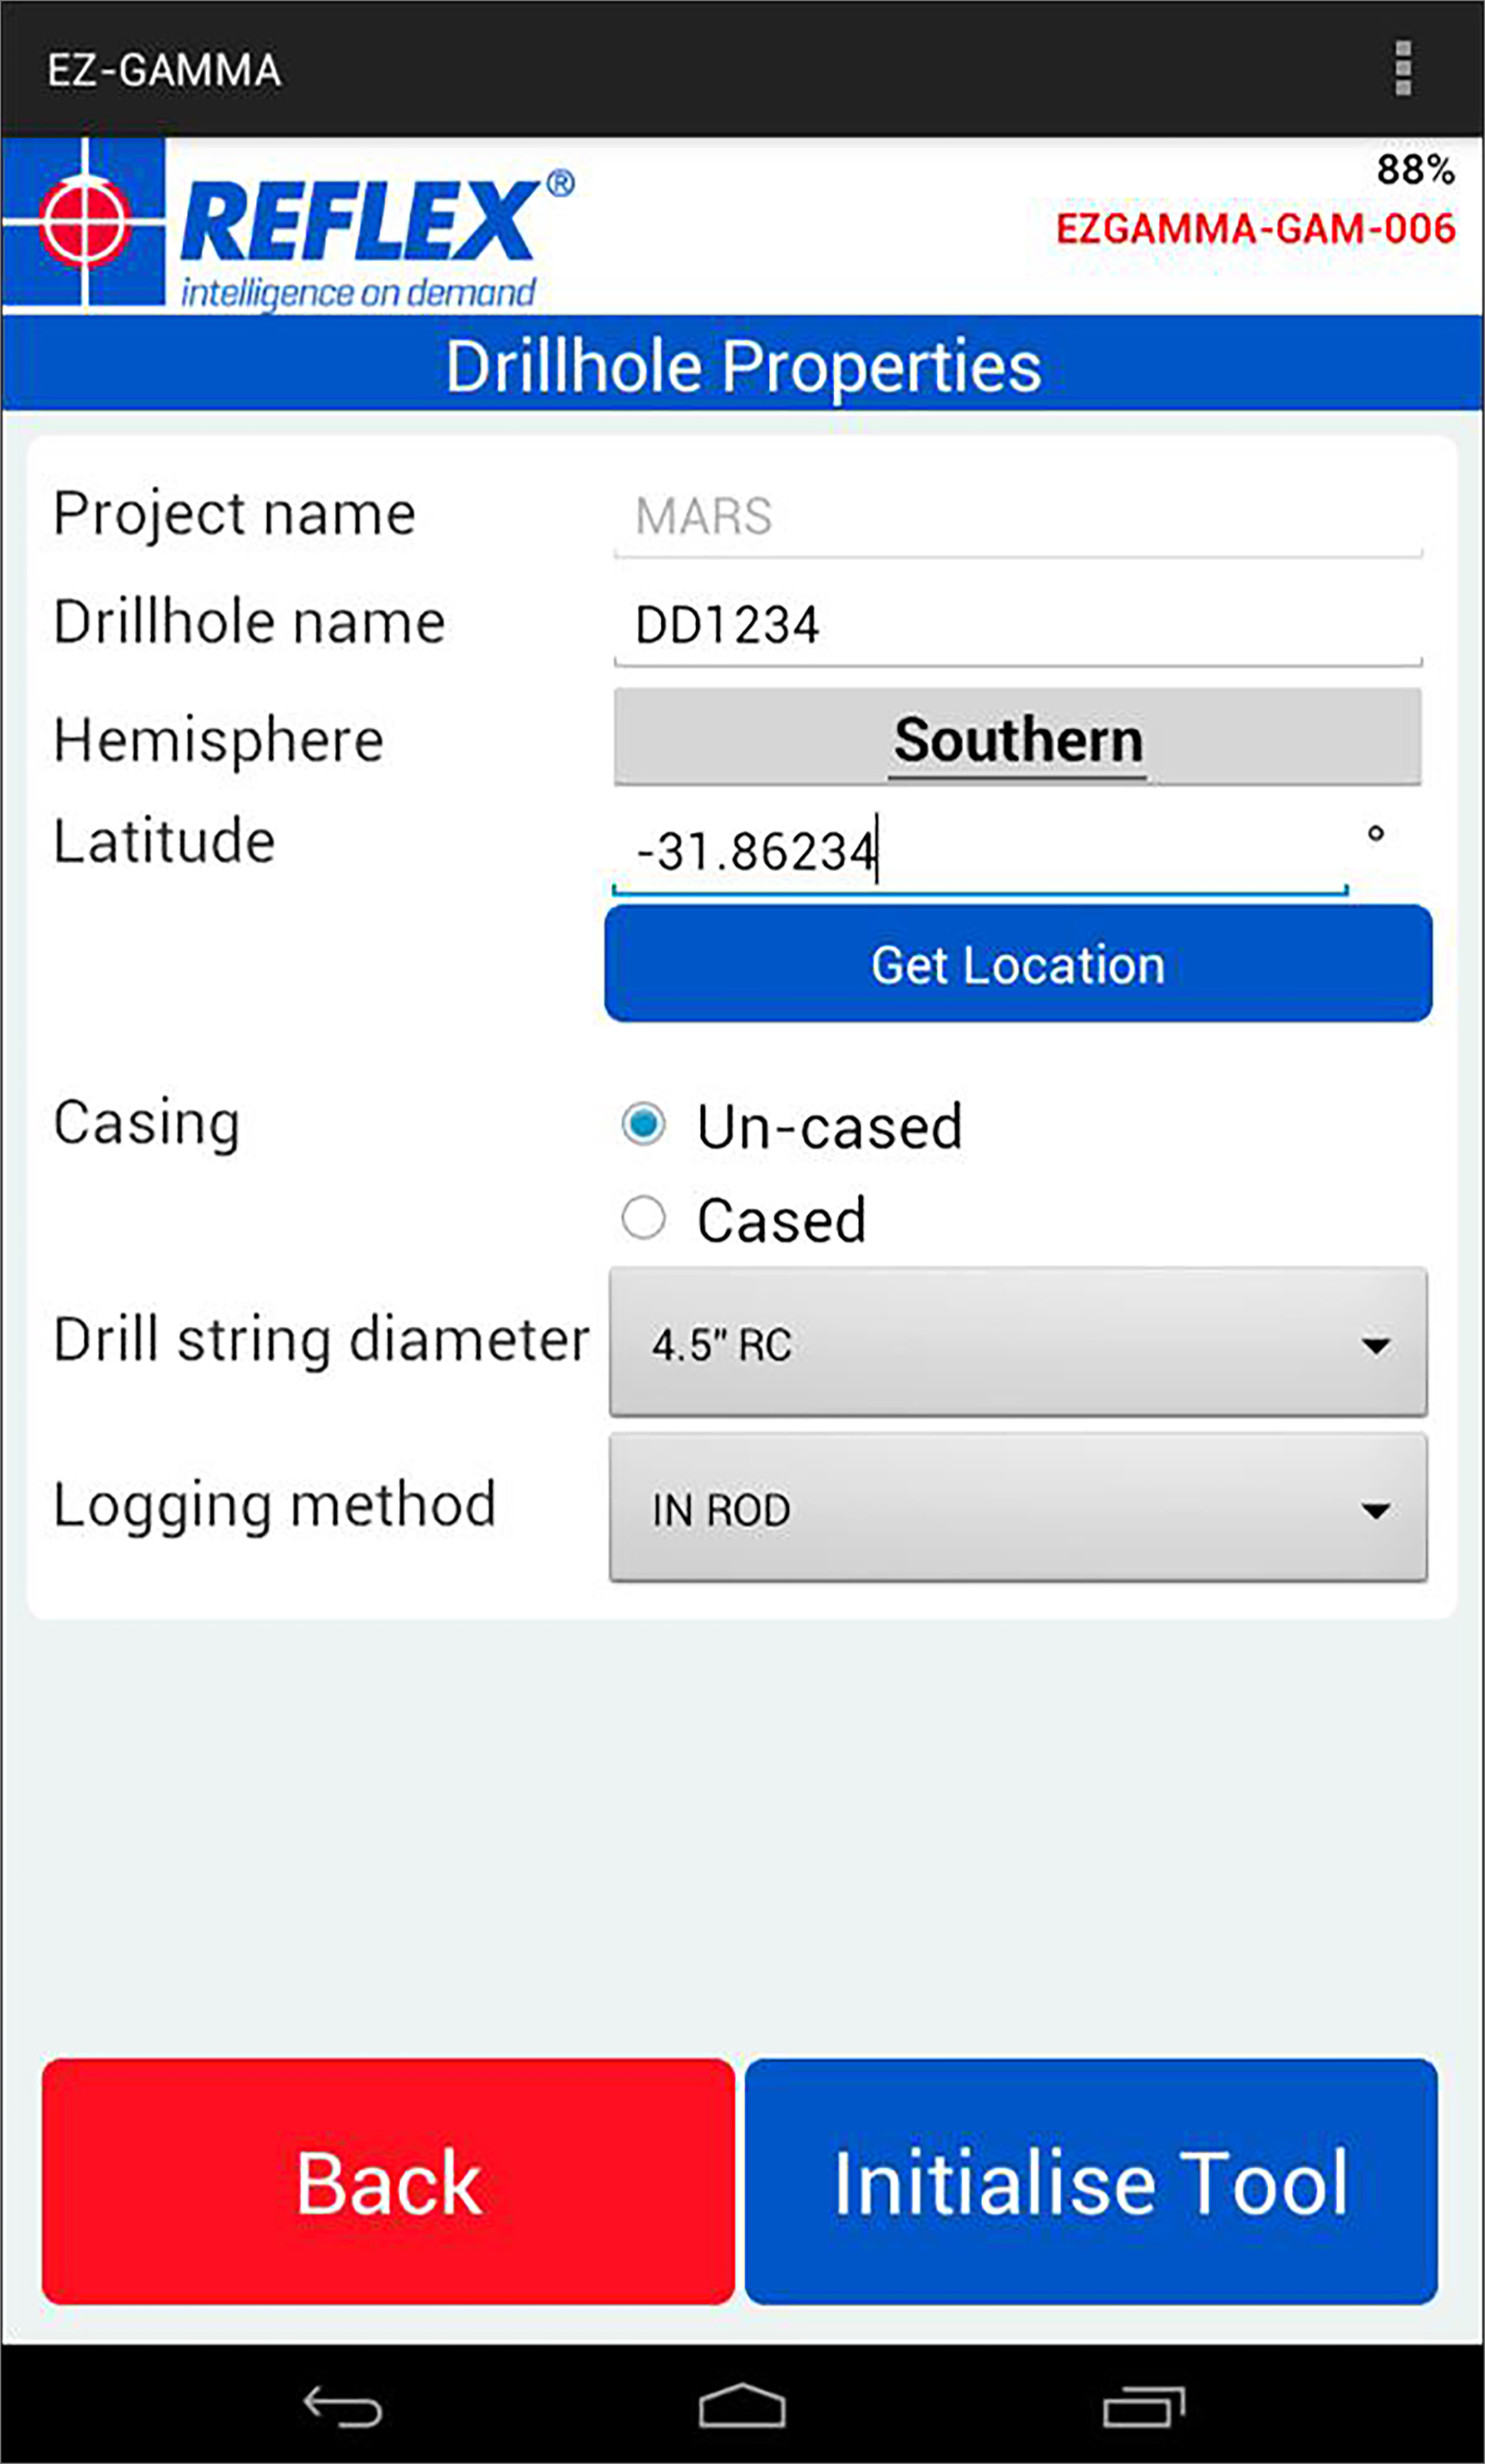 EZ-GAMMA
88%
REFLEX®
EZGAMMA-GAM-006
intelligence on demand
Drillhole Properties
Project name MARS
Drillhole name DD1234
Hemisphere Southern
Latitude -31.86234 °
Get Location
Casing Un-cased
Cased
Drill string diameter 4.5" RC
Logging method IN ROD
Back Initialise Tool